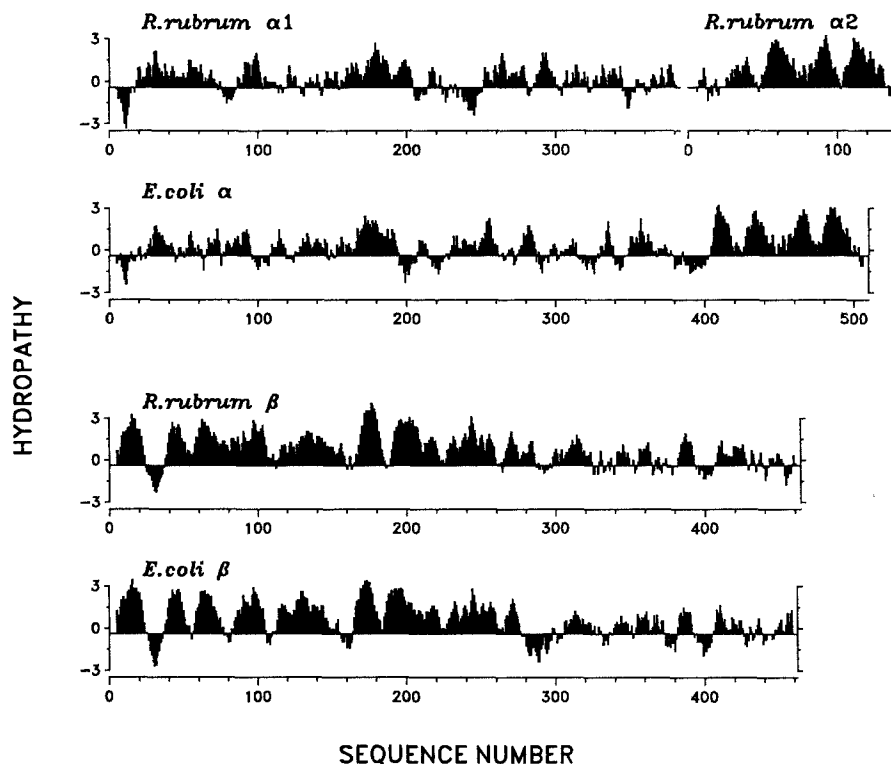 R.rubrum α1
R.rubrum α2
3
0
-3
0 100 200 300 0 100
E.coli α
3
0
-3
0 100 200 300 400 500
HYDROPATHY
R.rubrum β
3
0
-3
0 100 200 300 400
E.coli β
3
0
-3
0 100 200 300 400
SEQUENCE NUMBER